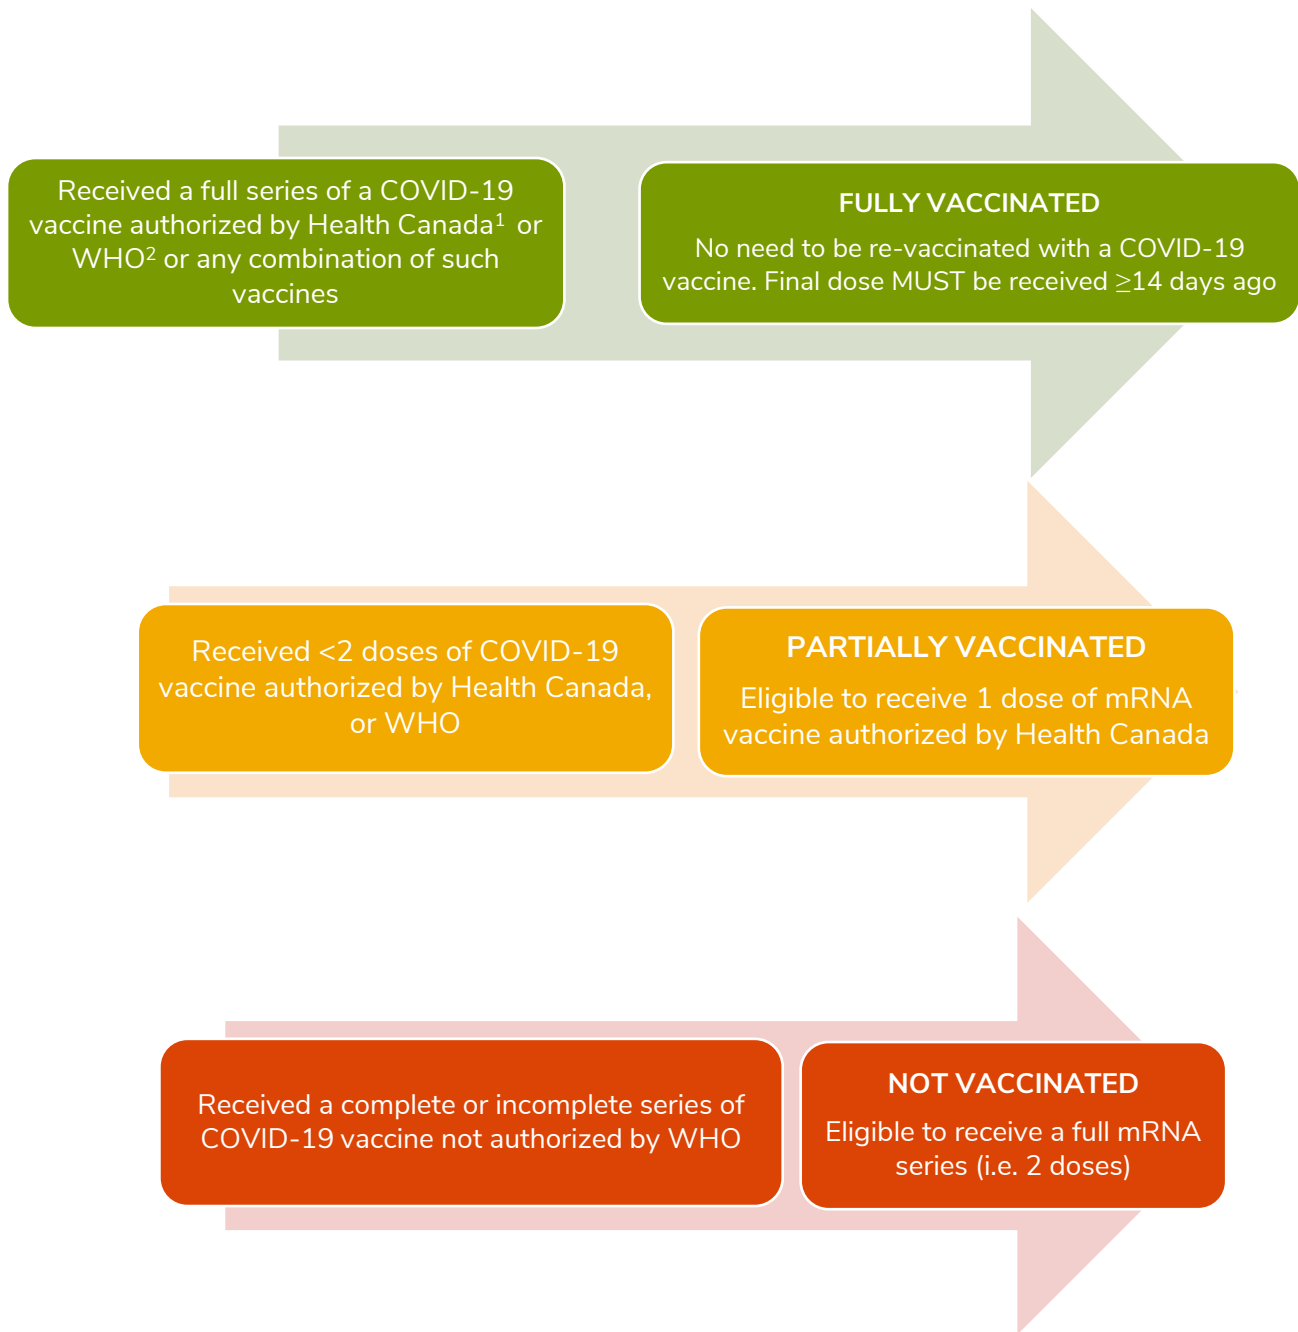 Received a full series of a COVID-19
vaccine authorized by Health Canada¹ or
WHO² or any combination of such
vaccines
FULLY VACCINATED
No need to be re-vaccinated with a COVID-19
vaccine. Final dose MUST be received ≥14 days ago
Received <2 doses of COVID-19
vaccine authorized by Health Canada,
or WHO
PARTIALLY VACCINATED
Eligible to receive 1 dose of mRNA
vaccine authorized by Health Canada
Received a complete or incomplete series of
COVID-19 vaccine not authorized by WHO
NOT VACCINATED
Eligible to receive a full mRNA
series (i.e. 2 doses)